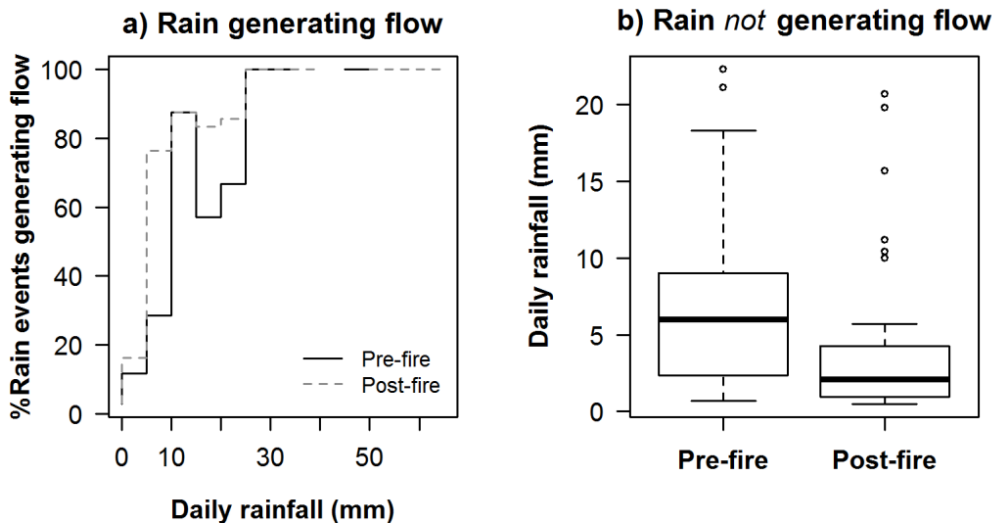 a) Rain generating flow
%Rain events generating flow
100
80
60
40
20
0
Pre-fire
Post-fire
0 10 30 50
Daily rainfall (mm)
b) Rain not generating flow
Daily rainfall (mm)
20
15
10
5
0
Pre-fire Post-fire